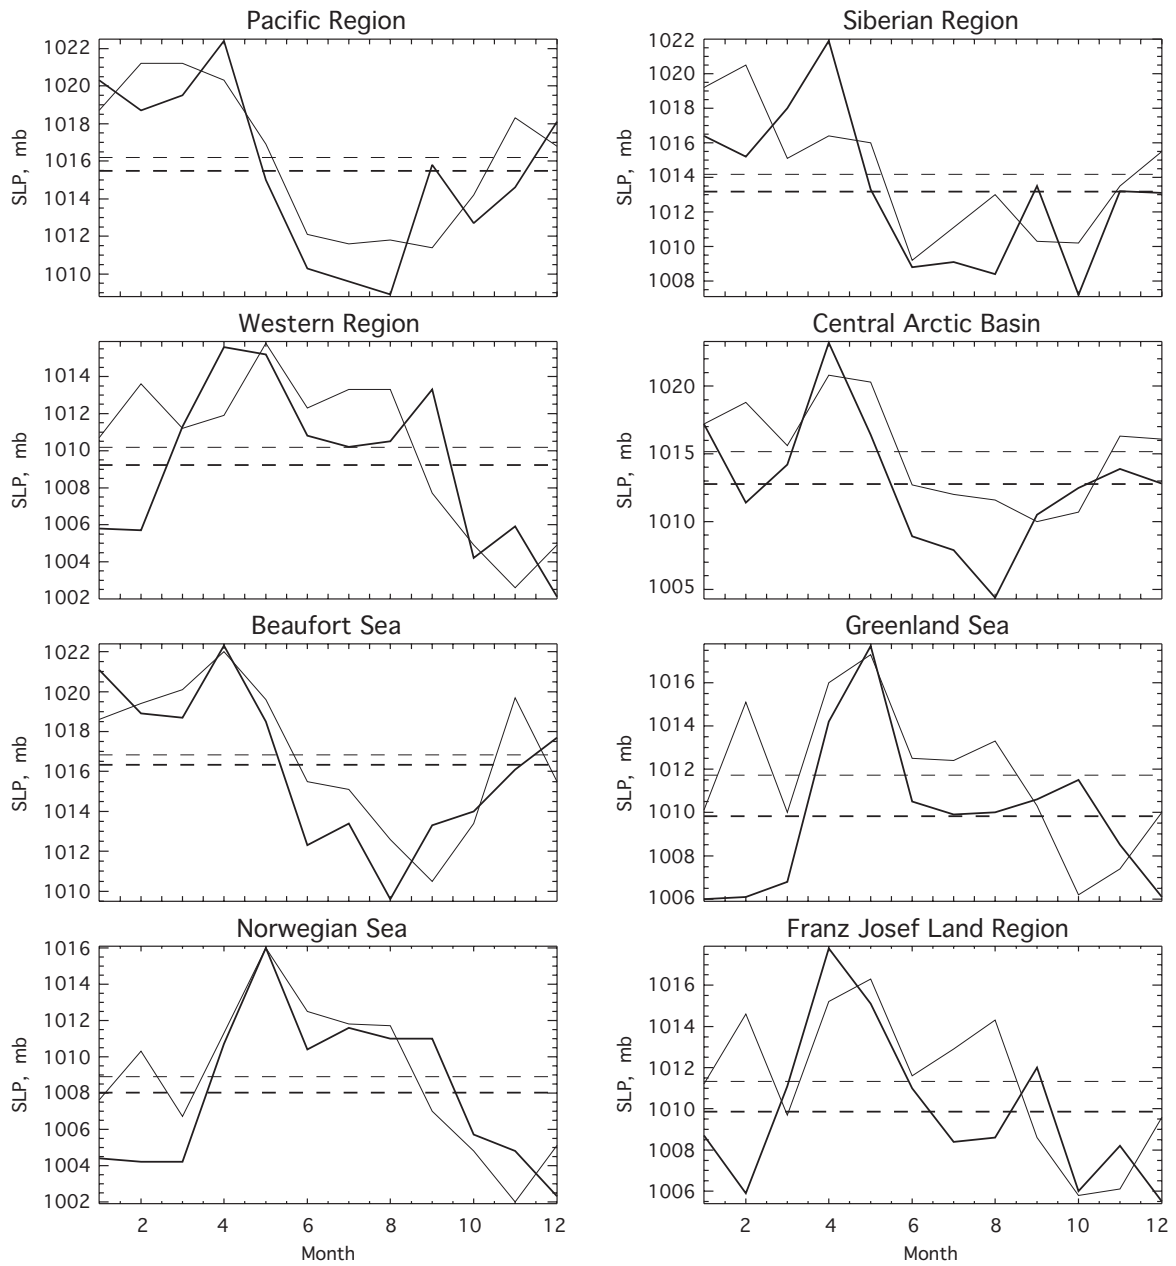 Pacific Region
1022
1020
1018
1016
1014
1012
1010
SLP, mb
Siberian Region
1022
1020
1018
1016
1014
1012
1010
1008
SLP, mb
Western Region
1014
1012
1010
1008
1006
1004
1002
SLP, mb
Central Arctic Basin
1020
1015
1010
1005
SLP, mb
Beaufort Sea
1022
1020
1018
1016
1014
1012
1010
SLP, mb
Greenland Sea
1016
1014
1012
1010
1008
1006
SLP, mb
Norwegian Sea
1016
1014
1012
1010
1008
1006
1004
1002
SLP, mb
2 4 6 8 10 12
Month
Franz Josef Land Region
1016
1014
1012
1010
1008
1006
SLP, mb
2 4 6 8 10 12
Month